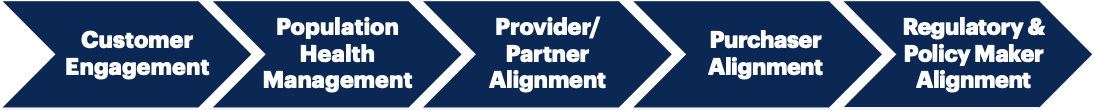 Customer
Engagement
Population
Health
Management
Provider/
Partner
Alignment
Purchaser
Alignment
Regulatory &
Policy Maker
Alignment